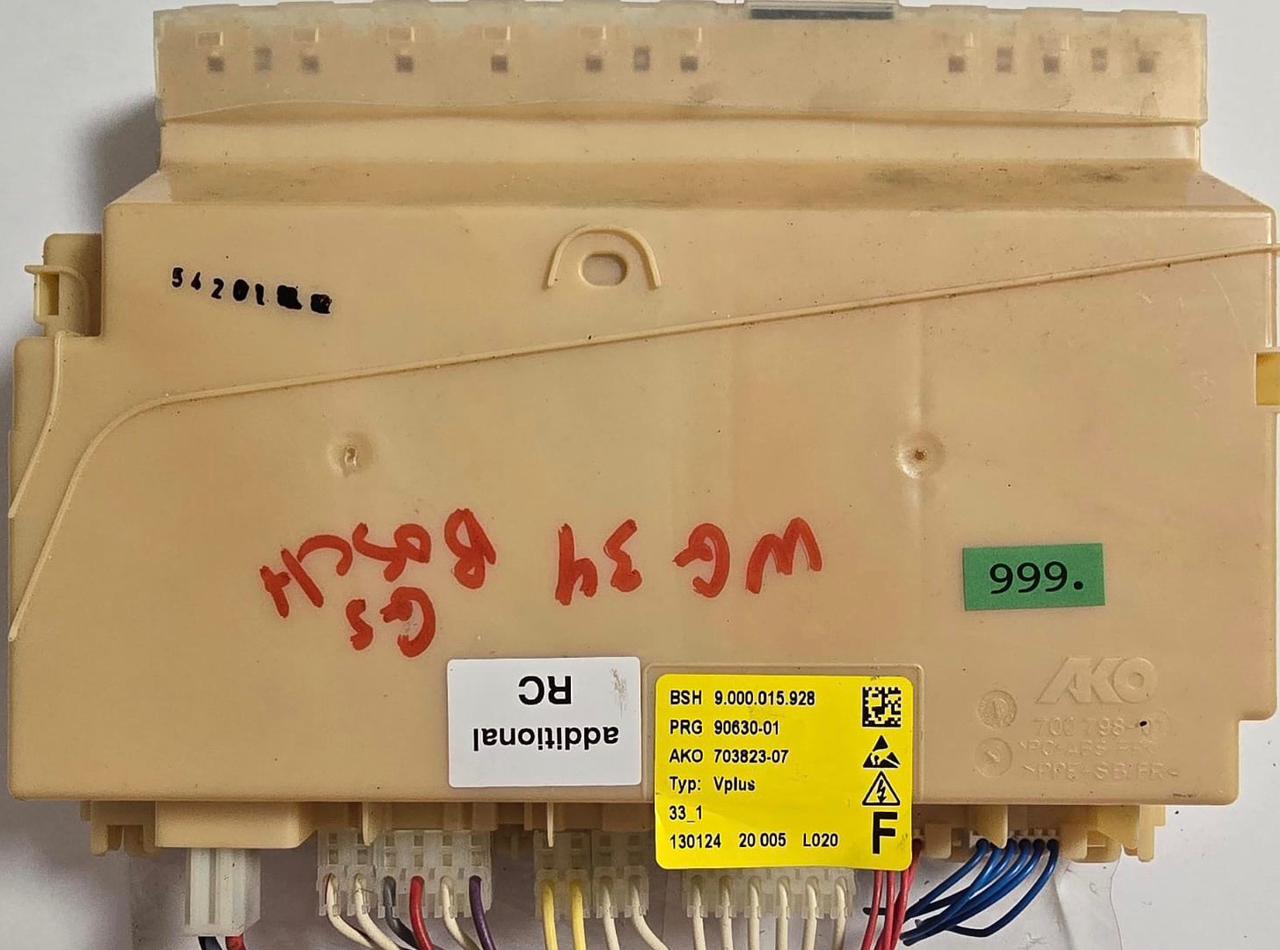 54201
WG 34 BOSCH
GS
999.
additional
RC
BSH 9.000.015.928
PRG 90630-01
AKO 703823-07
Typ: Vplus
33_1
130124 20 005 L020
F
AKO